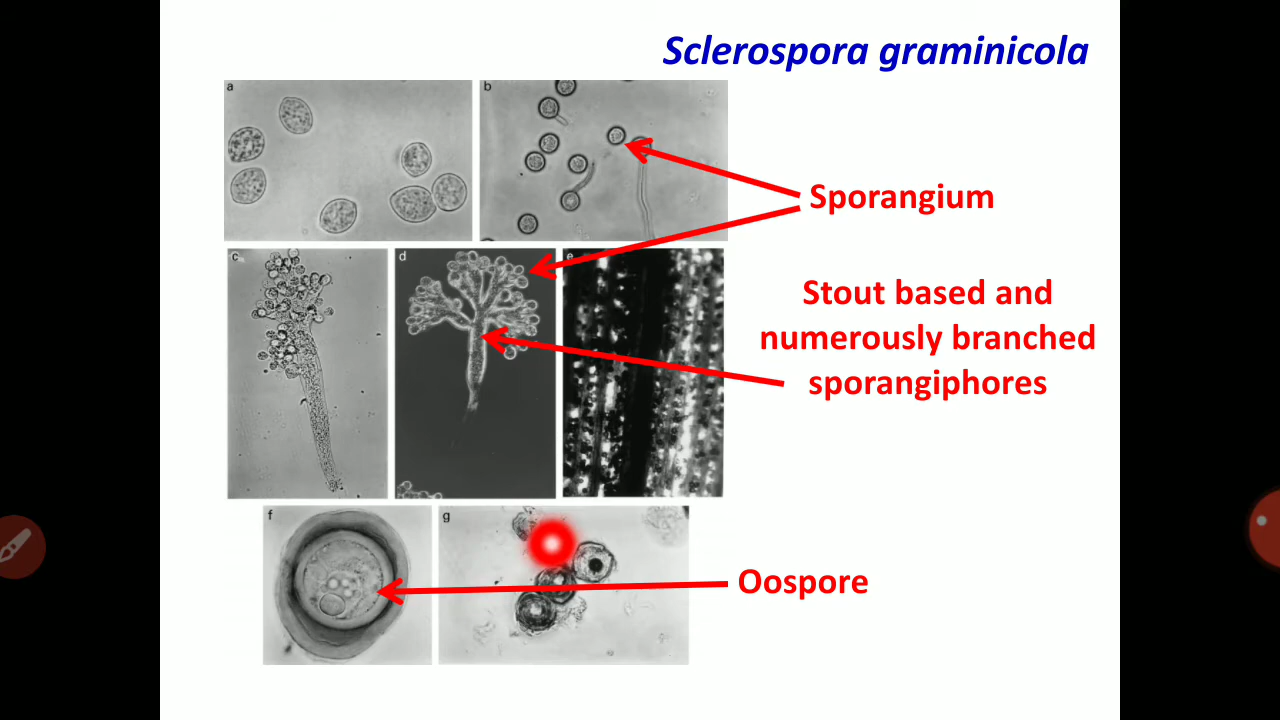 Sclerospora graminicola
a
b
Sporangium
c
d
e
Stout based and
numerously branched
sporangiphores
f
g
Oospore